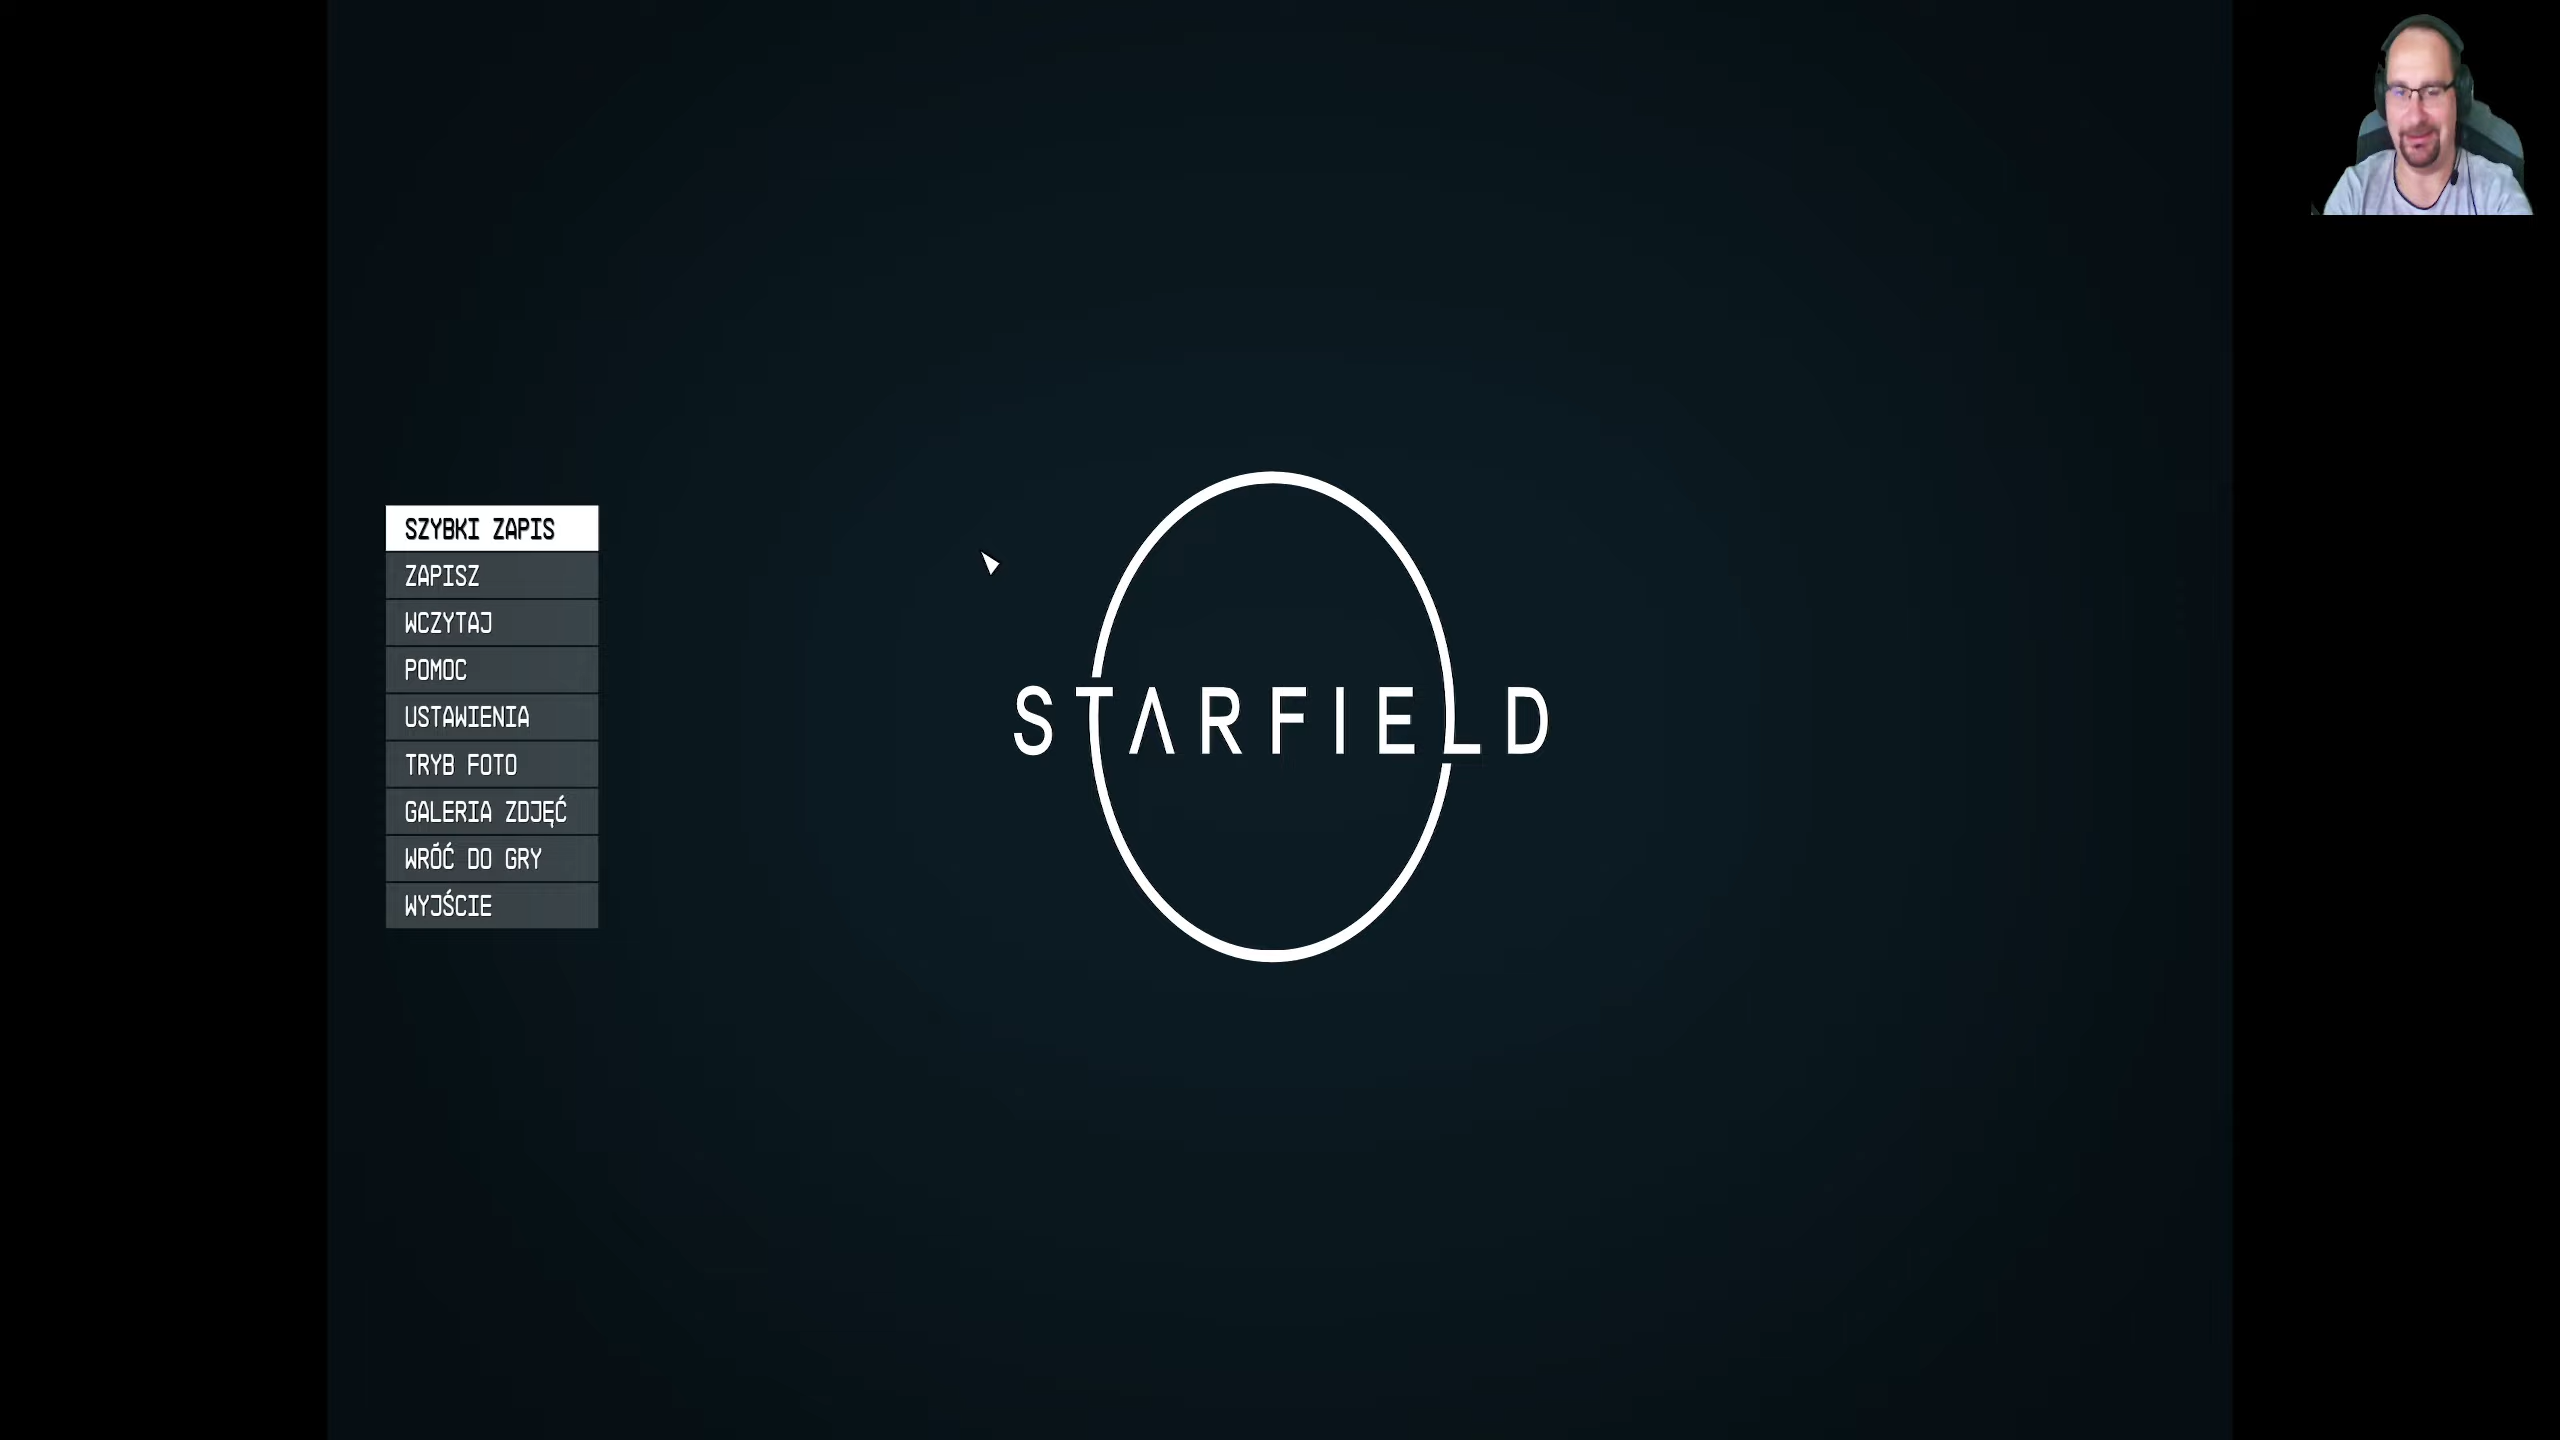 SZYBKI ZAPIS
ZAPISZ
WCZYTAJ
POMOC
USTAWIENIA
TRYB FOTO
GALERIA ZDJĘĆ
WRÓĆ DO GRY
WYJŚCIE
STARFIELD